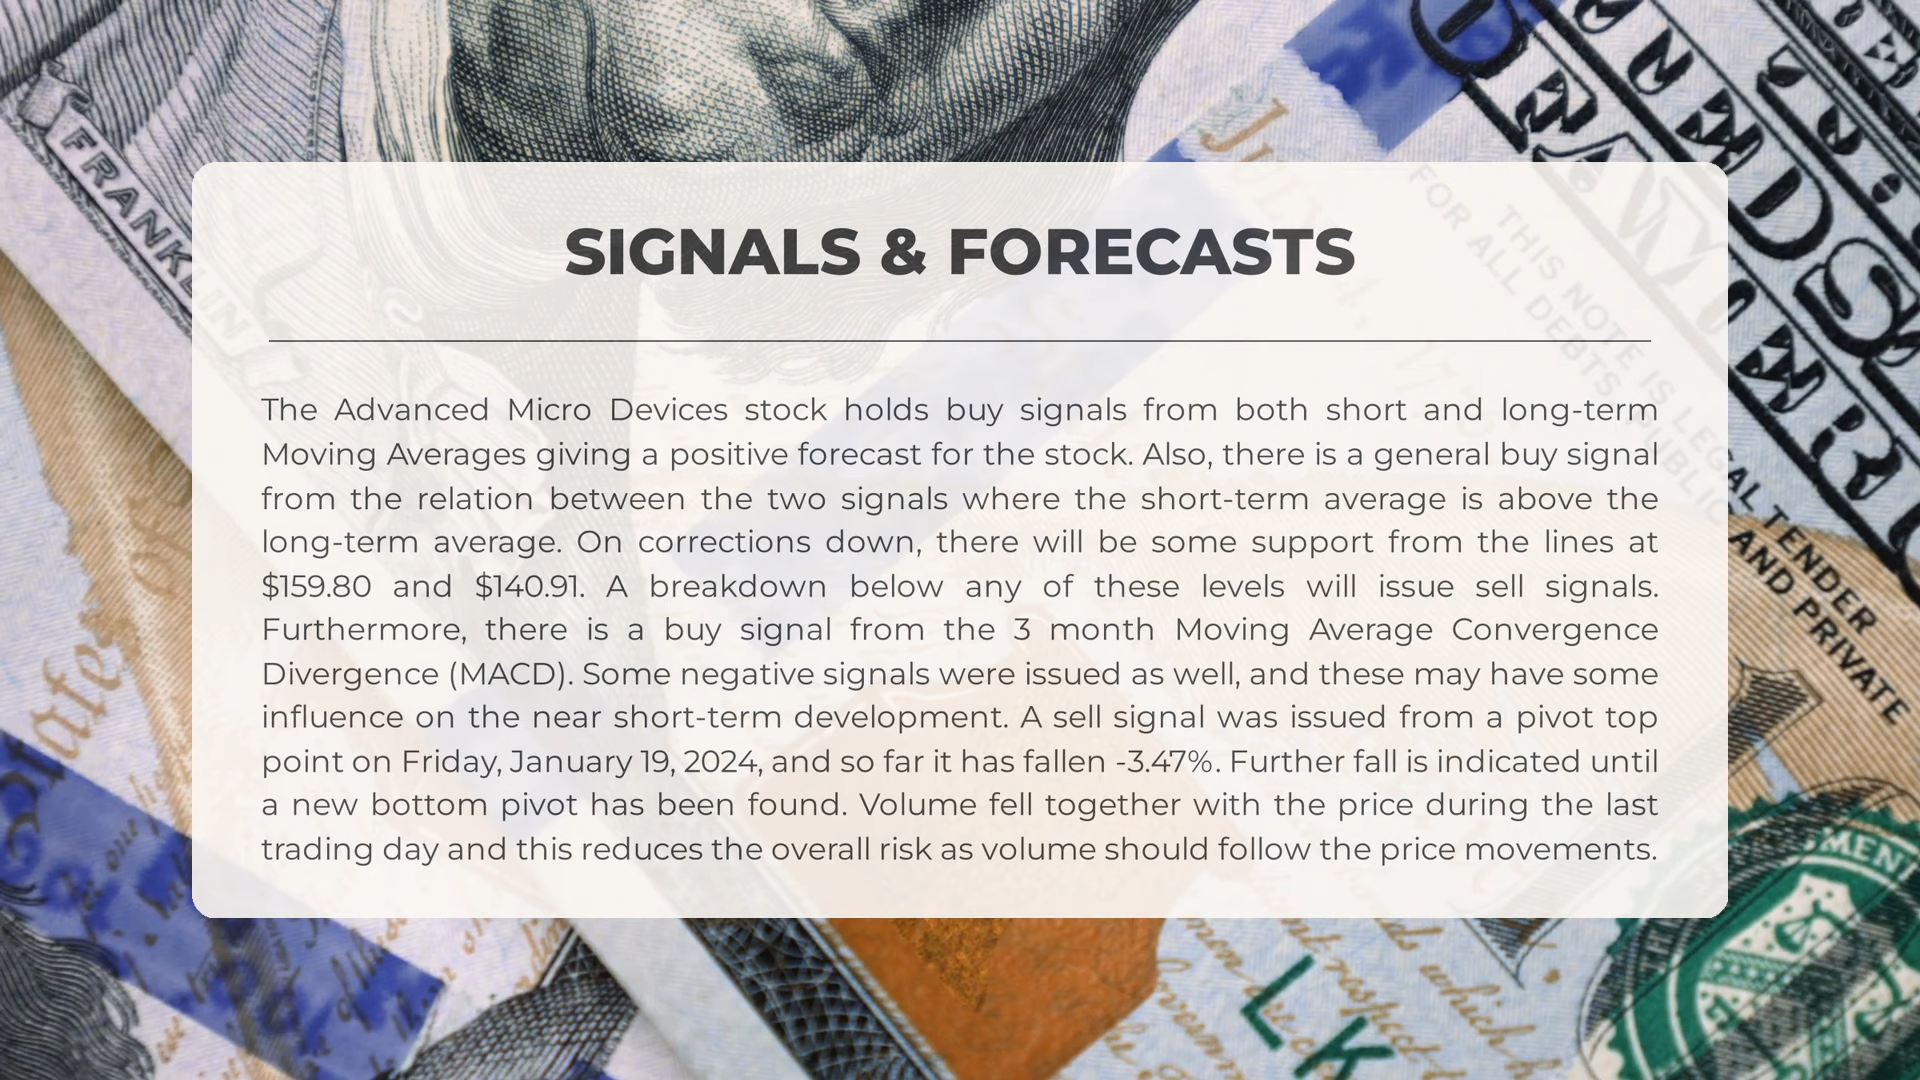 FRANKLIN
SIGNALS & FORECASTS
The Advanced Micro Devices stock holds buy signals from both short and long-term
Moving Averages giving a positive forecast for the stock. Also, there is a general buy signal
from the relation between the two signals where the short-term average is above the
long-term average. On corrections down, there will be some support from the lines at
$159.80 and $140.91. A breakdown below any of these levels will issue sell signals.
Furthermore, there is a buy signal from the 3 month Moving Average Convergence
Divergence (MACD). Some negative signals were issued as well, and these may have some
influence on the near short-term development. A sell signal was issued from a pivot top
point on Friday, January 19, 2024, and so far it has fallen -3.47%. Further fall is indicated until
a new bottom pivot has been found. Volume fell together with the price during the last
trading day and this reduces the overall risk as volume should follow the price movements.
THIS NOTE IS LEGAL TENDER
FOR ALL DEBTS, PUBLIC AND PRIVATE
L K